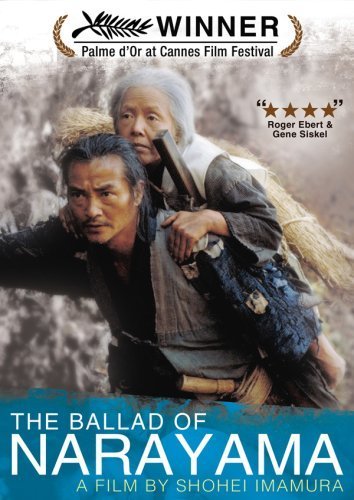 WINNER
Palme d'Or at Cannes Film Festival
“★★★★”
Roger Ebert &
Gene Siskel
THE BALLAD OF
NARAYAMA
A FILM BY SHOHEI IMAMURA